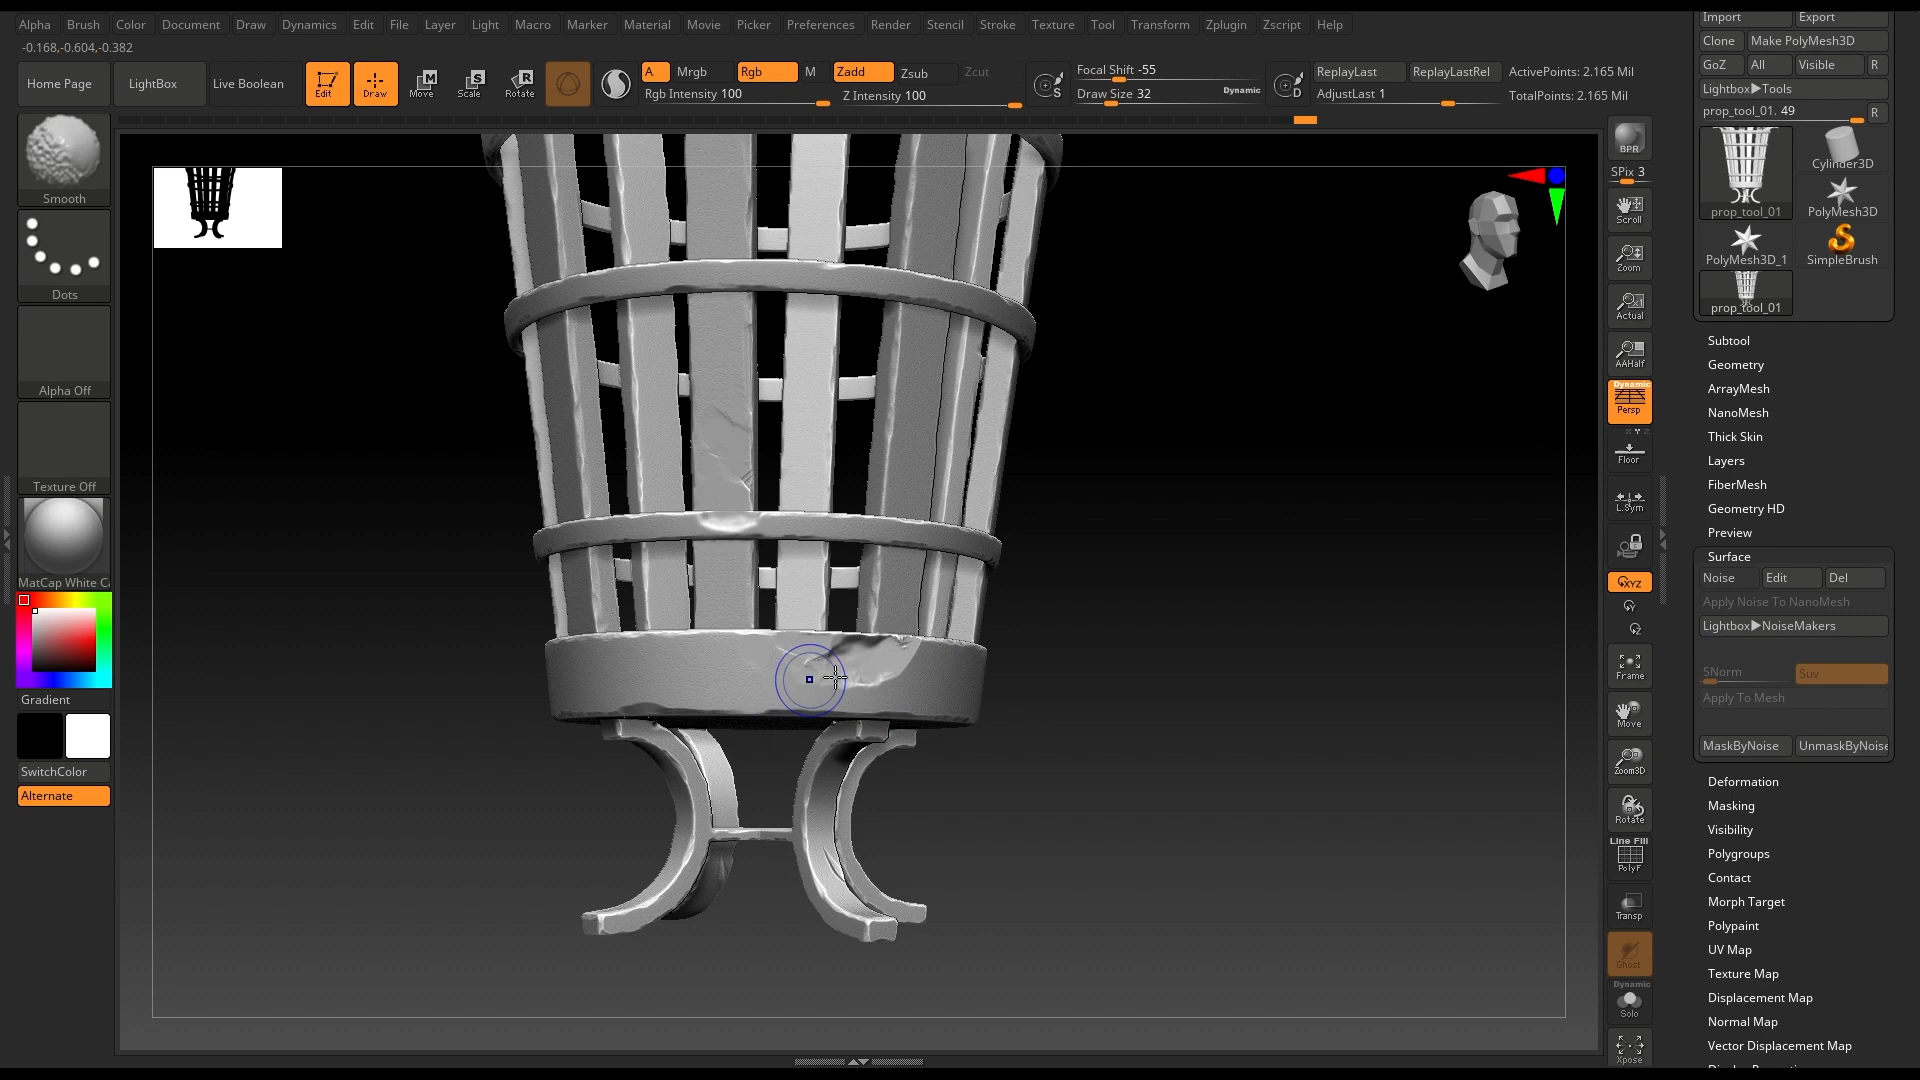 Alpha Brush Color Document Draw Dynamics Edit File Layer Light Macro Marker Material Movie Picker Preferences Render Stencil Stroke Texture Tool Transform Zplugin Zscript Help
-0.168,-0.604,-0.382
Home Page LightBox Live Boolean Edit Draw Move Scale Rotate
A Mrgb Rgb M Zadd Zsub Zcut
Rgb Intensity 100 Z Intensity 100
Focal Shift -55
Draw Size 32 Dynamic
ReplayLast ReplayLastRel
AdjustLast 1
ActivePoints: 2.165 Mil
TotalPoints: 2.165 Mil
Smooth
Dots
Alpha Off
Texture Off
MatCap White C
Gradient
SwitchColor
Alternate
BPR
SPix 3
Scroll
Zoom
Actual
AAHalf
Dynamic
Persp
Floor
L.Sym
XYZ
Frame
Move
Zoom3D
Rotate
Line Fill
PolyF
Transp
Ghost
Dynamic
Solo
Xpose
Import Export
Clone Make PolyMesh3D
GoZ All Visible R
Lightbox▶Tools
prop_tool_01. 49 R
prop_tool_01
Cylinder3D
PolyMesh3D
PolyMesh3D_1
SimpleBrush
prop_tool_01
Subtool
Geometry
ArrayMesh
NanoMesh
Thick Skin
Layers
FiberMesh
Geometry HD
Preview
Surface
Noise Edit Del
Apply Noise To NanoMesh
Lightbox▶NoiseMakers
SNorm Suv
Apply To Mesh
MaskByNoise UnmaskByNoise
Deformation
Masking
Visibility
Polygroups
Contact
Morph Target
Polypaint
UV Map
Texture Map
Displacement Map
Normal Map
Vector Displacement Map